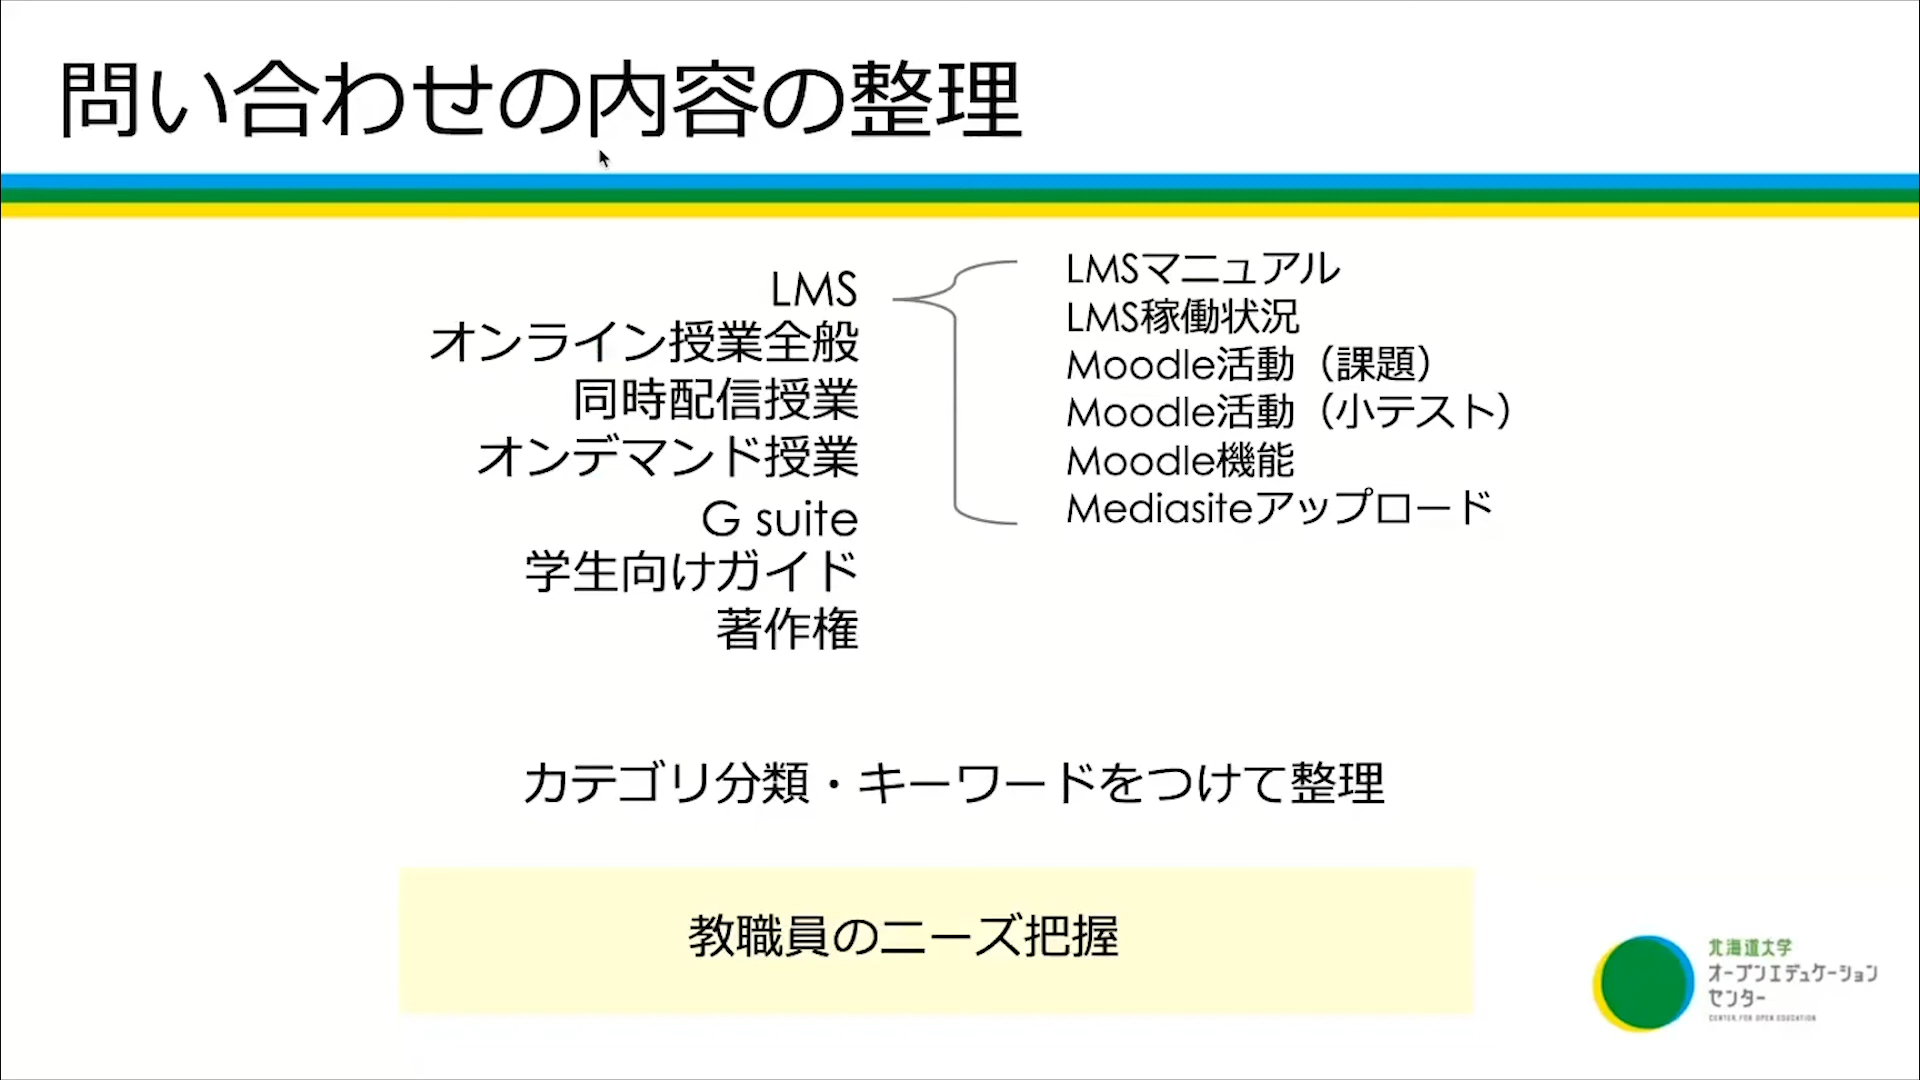 問い合わせの内容の整理
LMS
オンライン授業全般
同時配信授業
オンデマンド授業
G suite
学生向けガイド
著作権
LMSマニュアル
LMS稼働状況
Moodle活動（課題）
Moodle活動（小テスト）
Moodle機能
Mediasiteアップロード
カテゴリ分類・キーワードをつけて整理
教職員のニーズ把握
北海道大学
オープンエデュケーション
センター
CENTER FOR OPEN EDUCATION